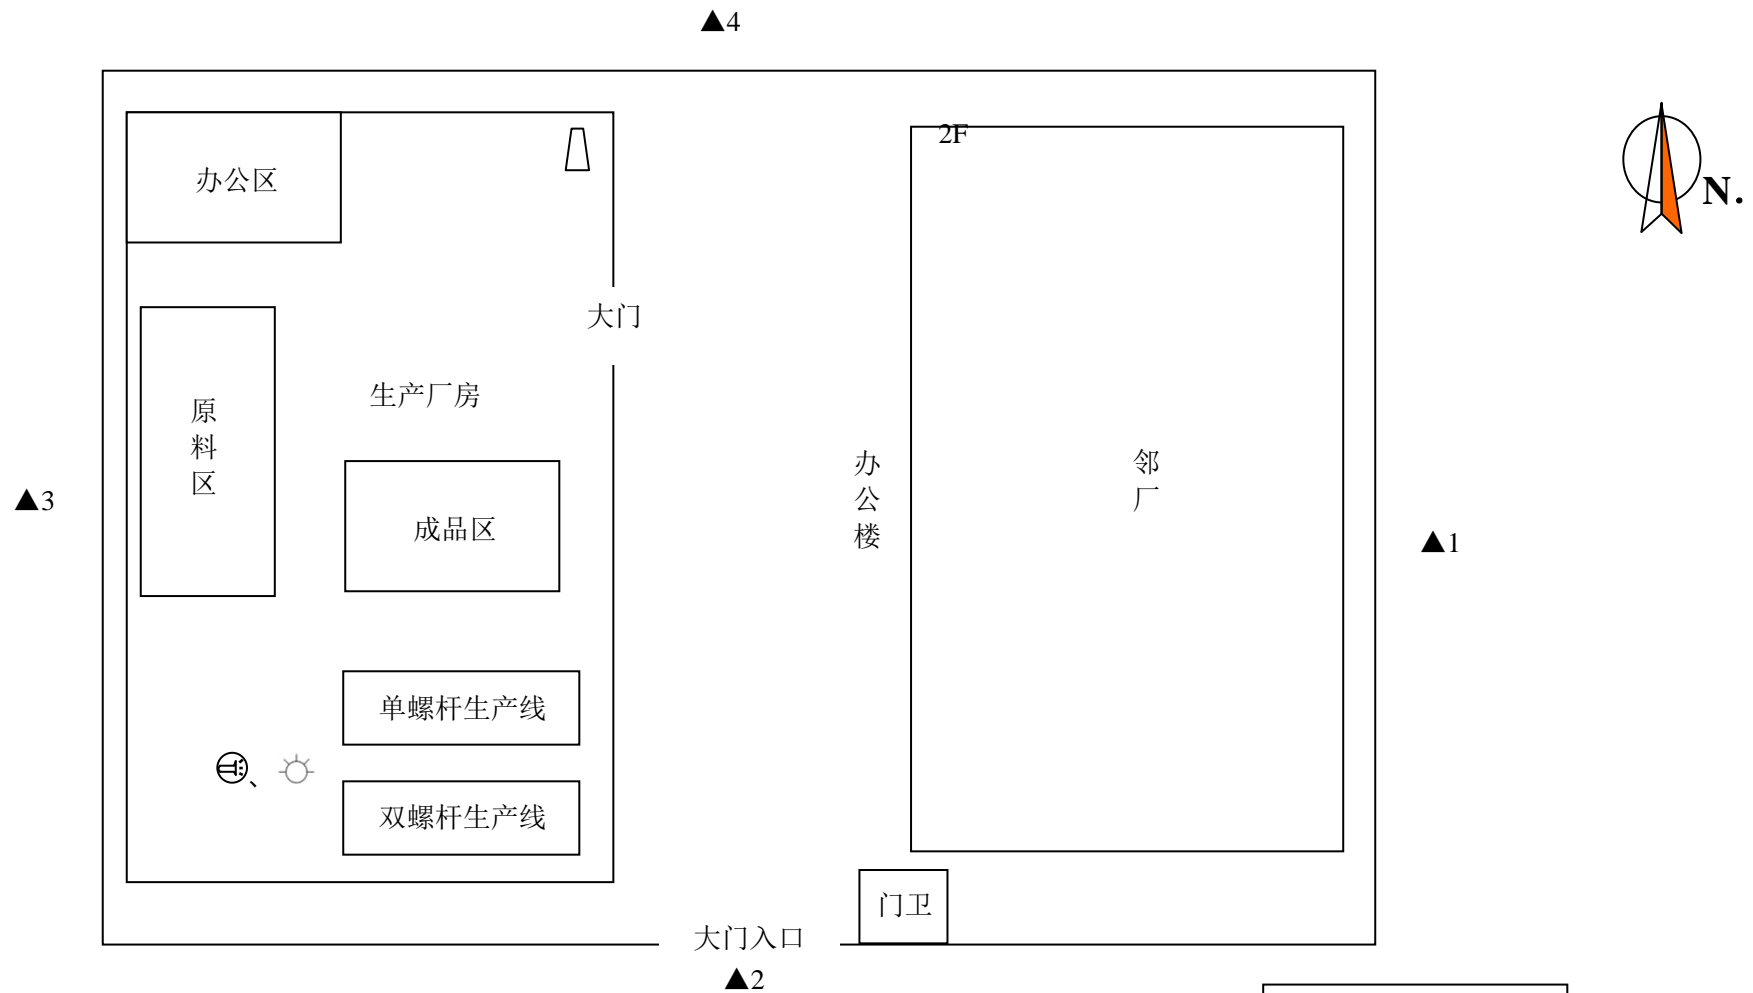 ▲4
2F
办公区
N.
大门
生产厂房
原料区
办公楼
邻厂
▲3
成品区
▲1
单螺杆生产线
双螺杆生产线
门卫
大门入口
▲2